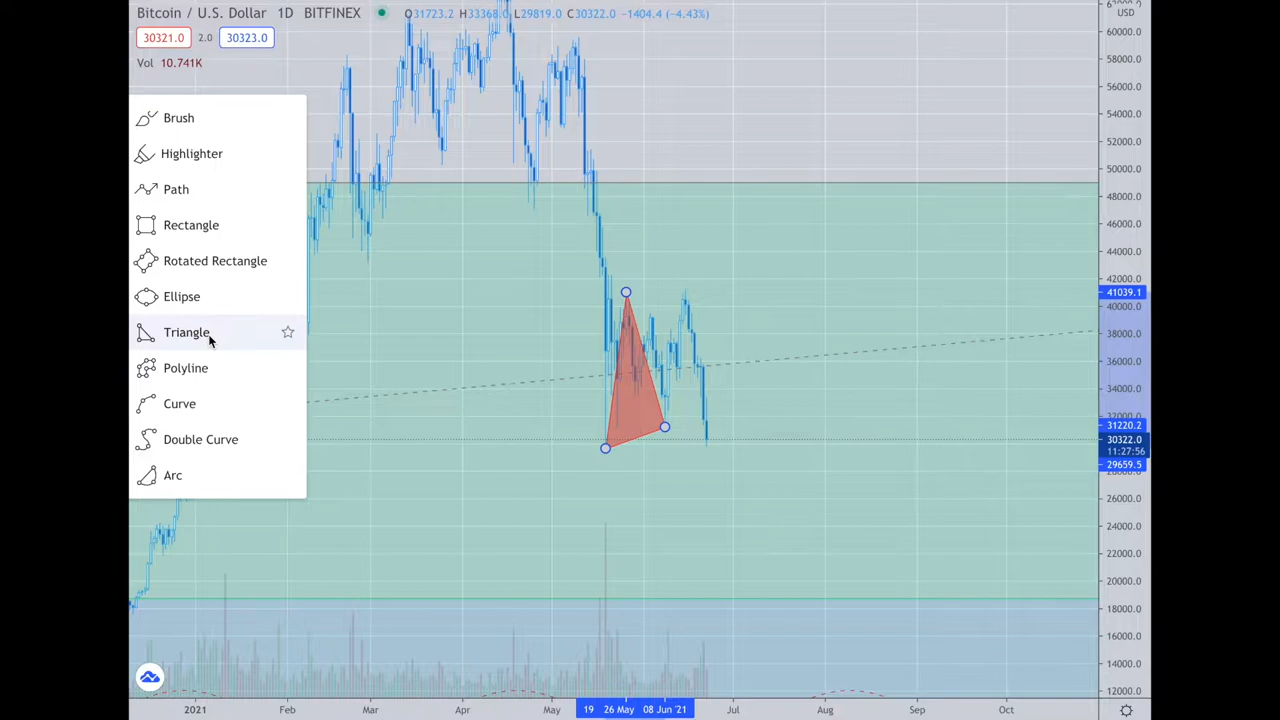 Bitcoin / U.S. Dollar 1D BITFINEX O31723.2 H33368.0 L29819.0 C30322.0 −1404.4 (−4.43%)
USD
30321.0 2.0 30323.0
Vol 10.741K
Brush
Highlighter
Path
Rectangle
Rotated Rectangle
Ellipse
Triangle
Polyline
Curve
Double Curve
Arc
60000.0
58000.0
56000.0
54000.0
52000.0
50000.0
48000.0
46000.0
44000.0
42000.0
41039.1
38000.0
36000.0
34000.0
32000.0
31220.2
30322.0
11:27:56
29659.5
26000.0
24000.0
22000.0
20000.0
18000.0
16000.0
14000.0
12000.0
2021 Feb Mar Apr May 19 26 May 08 Jun '21 Jul Aug Sep Oct